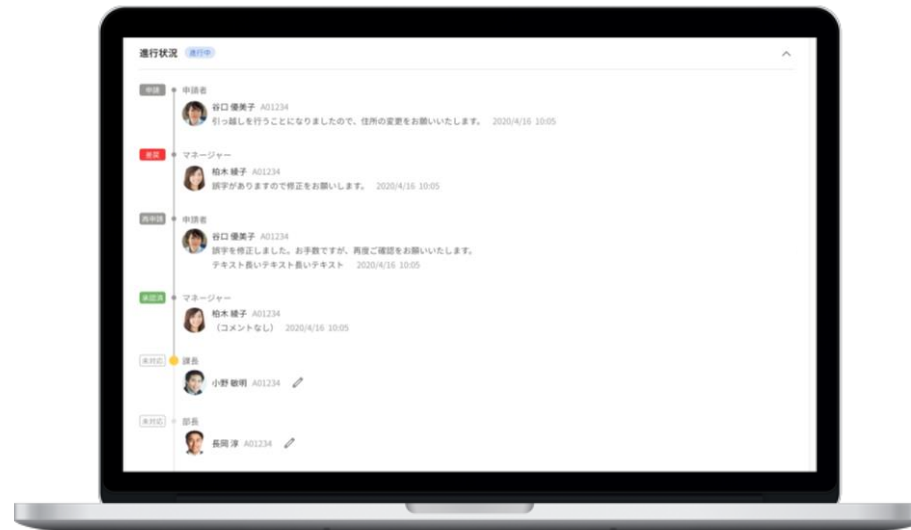 進行状況 進行中
申請 申請者
谷口 優美子 A01234
引っ越しを行うことになりましたので、住所の変更をお願いいたします。 2020/4/16 10:05
差戻 マネージャー
柏木 綾子 A01234
誤字がありますので修正をお願いします。 2020/4/16 10:05
再申請 申請者
谷口 優美子 A01234
誤字を修正しました。お手数ですが、再度ご確認をお願いいたします。
テキスト長いテキスト長いテキスト 2020/4/16 10:05
承認済 マネージャー
柏木 綾子 A01234
（コメントなし） 2020/4/16 10:05
未対応 課長
小野 敏明 A01234
未対応 部長
長岡 淳 A01234